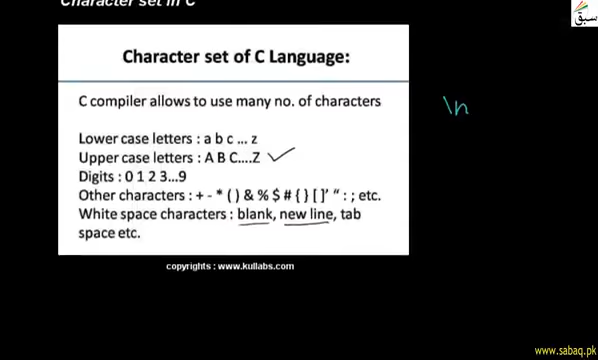 Character set in C
سبق
Character set of C Language:
C compiler allows to use many no. of characters
\n
Lower case letters : a b c ... z
Upper case letters : A B C....Z
Digits : 0 1 2 3...9
Other characters : + - * ( ) & % $ # { } [ ]' " : ; etc.
White space characters : blank, new line, tab
space etc.
copyrights : www.kullabs.com
www.sabaq.pk